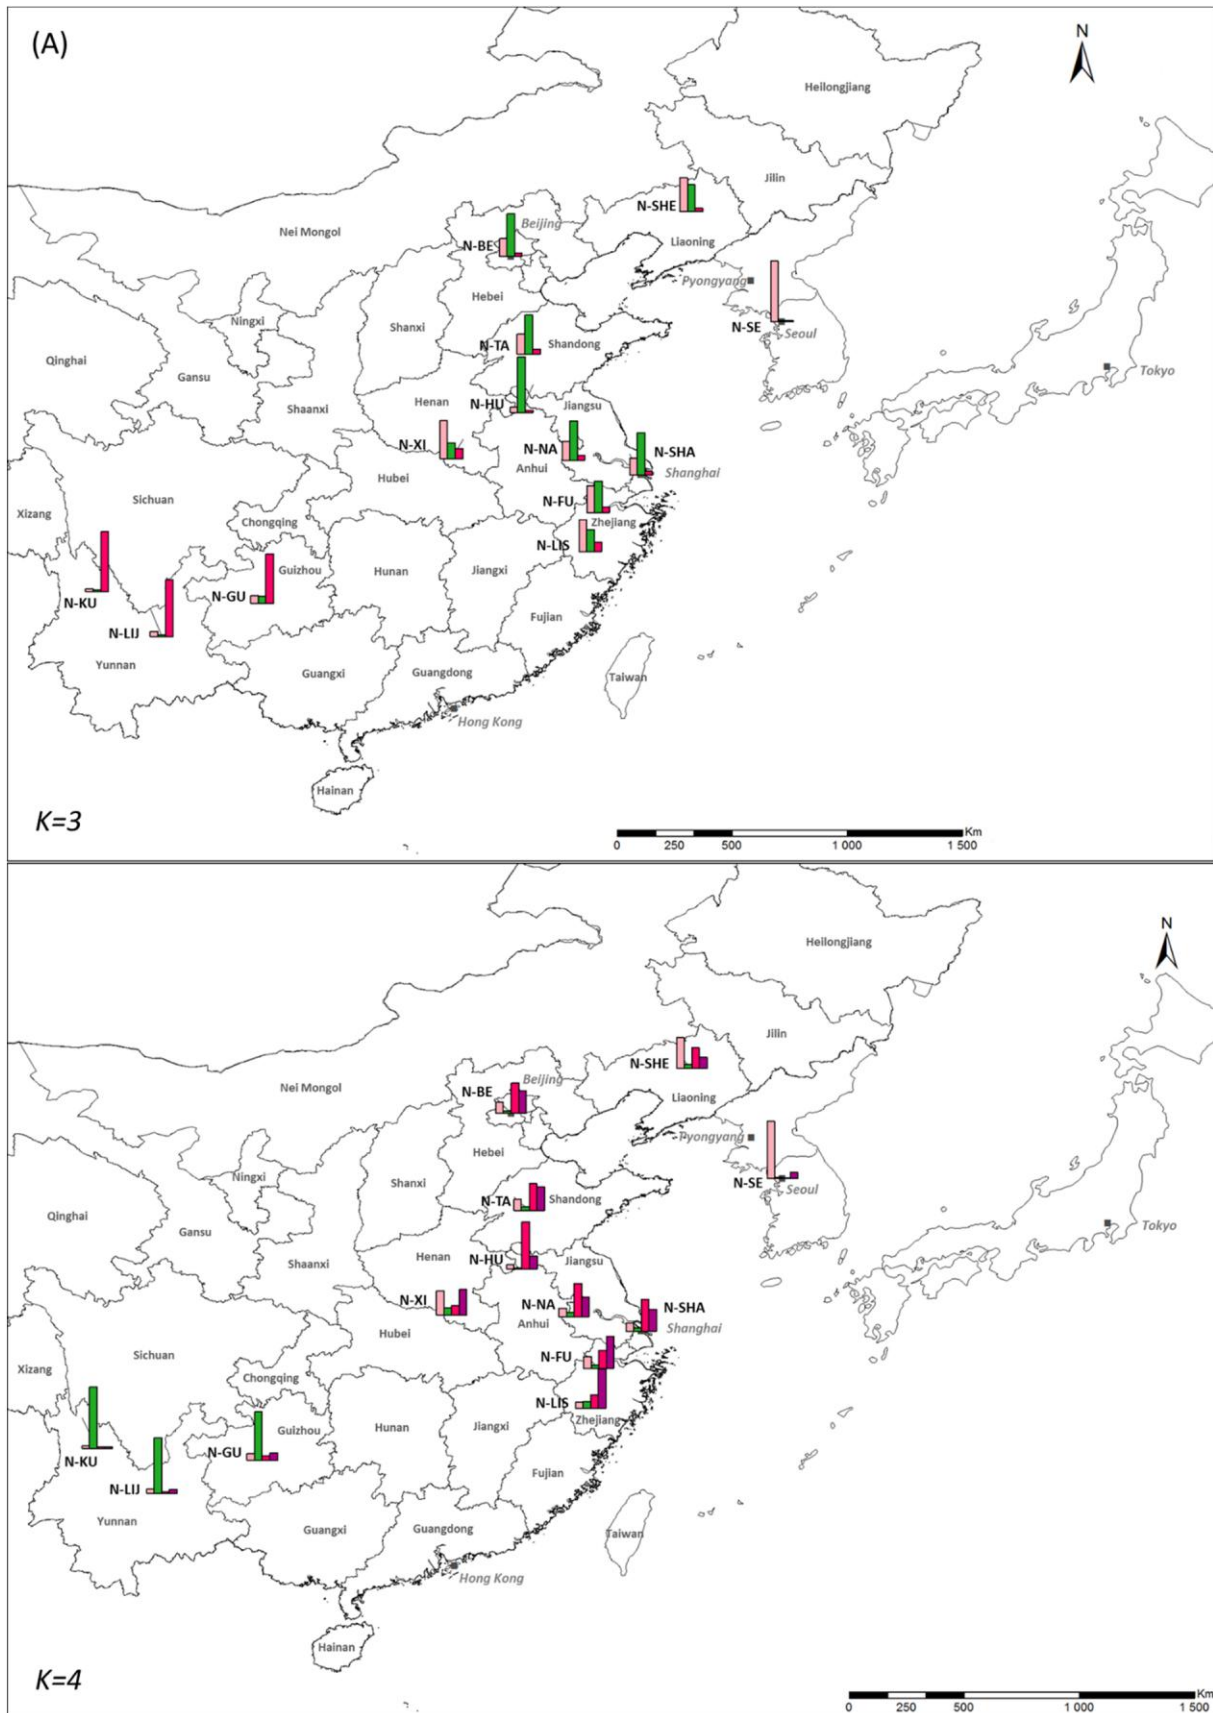 (A)
N
Heilongjiang
Jilin
N-SHE
Beijing
Nei Mongol
N-BE
Liaoning
Pyongyang
Hebei
Ningxi
Shanxi
N-SE
Seoul
N-TA
Shandong
Qinghai
Gansu
Tokyo
Shaanxi
Henan
N-HU
Jiangsu
N-XI
N-NA
N-SHA
Anhui
Shanghai
Hubei
Sichuan
N-FU
Xizang
Chongqing
Zhejiang
N-LIS
Guizhou
Hunan
Jiangxi
N-KU
N-GU
N-LIJ
Fujian
Yunnan
Guangxi
Guangdong
Taiwan
Hong Kong
Hainan
K=3
Km
0 250 500 1 000 1 500
N
Heilongjiang
Jilin
N-SHE
Beijing
Nei Mongol
N-BE
Liaoning
Pyongyang
Hebei
Ningxi
Shanxi
N-SE
Seoul
N-TA
Shandong
Qinghai
Gansu
Tokyo
Shaanxi
Henan
N-HU
Jiangsu
N-XI
N-NA
N-SHA
Anhui
Shanghai
Hubei
Sichuan
N-FU
Xizang
Chongqing
N-LIS
Zhejiang
Guizhou
Hunan
Jiangxi
N-KU
N-GU
N-LIJ
Fujian
Yunnan
Guangxi
Guangdong
Taiwan
Hong Kong
Hainan
K=4
Km
0 250 500 1 000 1 500